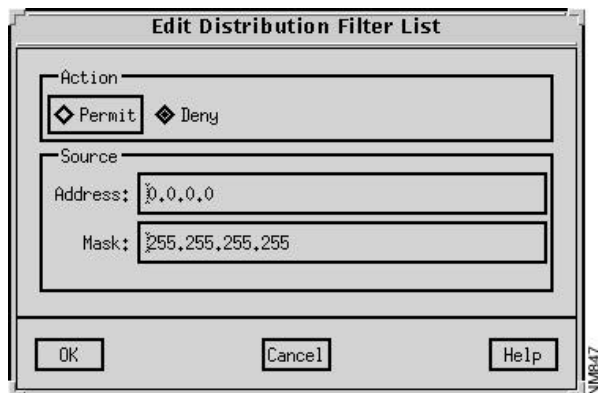 Edit Distribution Filter List
Action
Permit Deny
Source
Address: 0.0.0.0
Mask: 255.255.255.255
OK Cancel Help
NM847